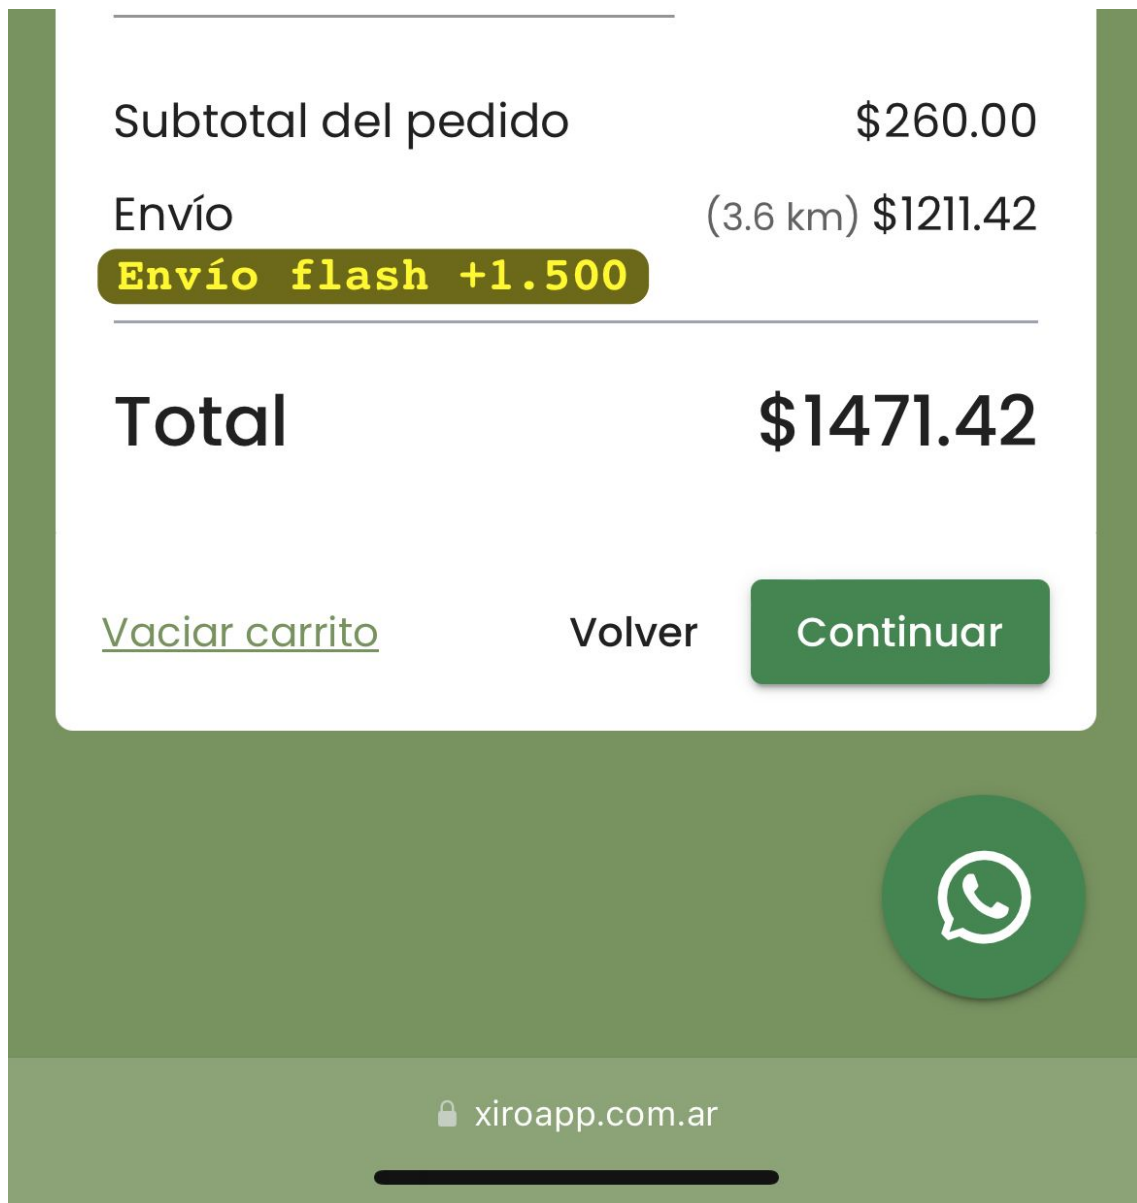 Subtotal del pedido $260.00
Envío (3.6 km) $1211.42
Envío flash +1.500
Total $1471.42
Vaciar carrito Volver Continuar
xiroapp.com.ar